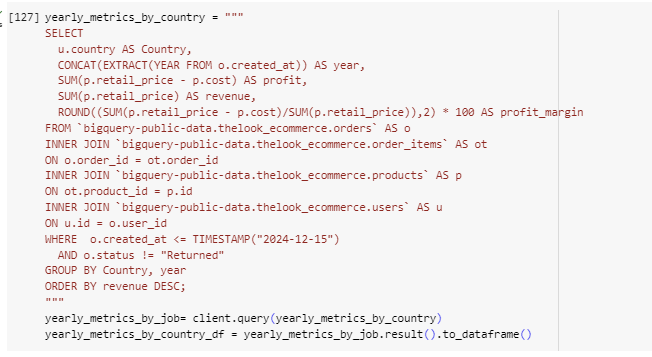 [127] yearly_metrics_by_country = """
SELECT
u.country AS Country,
CONCAT(EXTRACT(YEAR FROM o.created_at)) AS year,
SUM(p.retail_price - p.cost) AS profit,
SUM(p.retail_price) AS revenue,
ROUND((SUM(p.retail_price - p.cost)/SUM(p.retail_price)),2) * 100 AS profit_margin
FROM `bigquery-public-data.thelook_ecommerce.orders` AS o
INNER JOIN `bigquery-public-data.thelook_ecommerce.order_items` AS ot
ON o.order_id = ot.order_id
INNER JOIN `bigquery-public-data.thelook_ecommerce.products` AS p
ON ot.product_id = p.id
INNER JOIN `bigquery-public-data.thelook_ecommerce.users` AS u
ON u.id = o.user_id
WHERE  o.created_at <= TIMESTAMP("2024-12-15")
AND o.status != "Returned"
GROUP BY Country, year
ORDER BY revenue DESC;
"""
yearly_metrics_by_job= client.query(yearly_metrics_by_country)
yearly_metrics_by_country_df = yearly_metrics_by_job.result().to_dataframe()